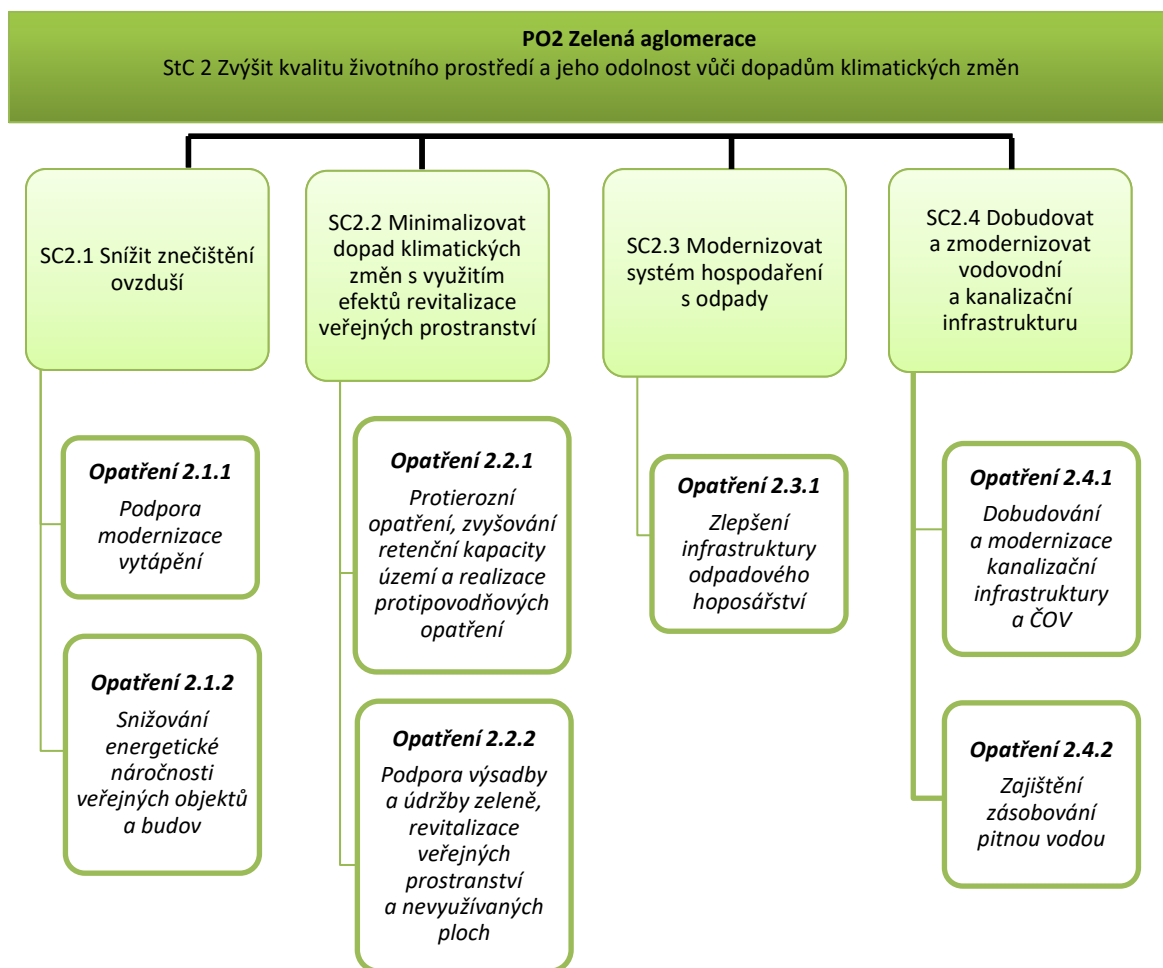 PO2 Zelená aglomerace
StC 2 Zvýšit kvalitu životního prostředí a jeho odolnost vůči dopadům klimatických změn
SC2.1 Snížit znečištění
ovzduší
Opatření 2.1.1
Podpora
modernizace
vytápění
Opatření 2.1.2
Snižování
energetické
náročnosti
veřejných objektů
a budov
SC2.2 Minimalizovat
dopad klimatických
změn s využitím
efektů revitalizace
veřejných prostranství
Opatření 2.2.1
Protierozní
opatření, zvyšování
retenční kapacity
území a realizace
protipovodňových
opatření
Opatření 2.2.2
Podpora výsadby
a údržby zeleně,
revitalizace
veřejných
prostranství
a nevyužívaných
ploch
SC2.3 Modernizovat
systém hospodaření
s odpady
Opatření 2.3.1
Zlepšení
infrastruktury
odpadového
hoposářství
SC2.4 Dobudovat
a zmodernizovat
vodovodní
a kanalizační
infrastrukturu
Opatření 2.4.1
Dobudování
a modernizace
kanalizační
infrastruktury
a ČOV
Opatření 2.4.2
Zajištění
zásobování
pitnou vodou